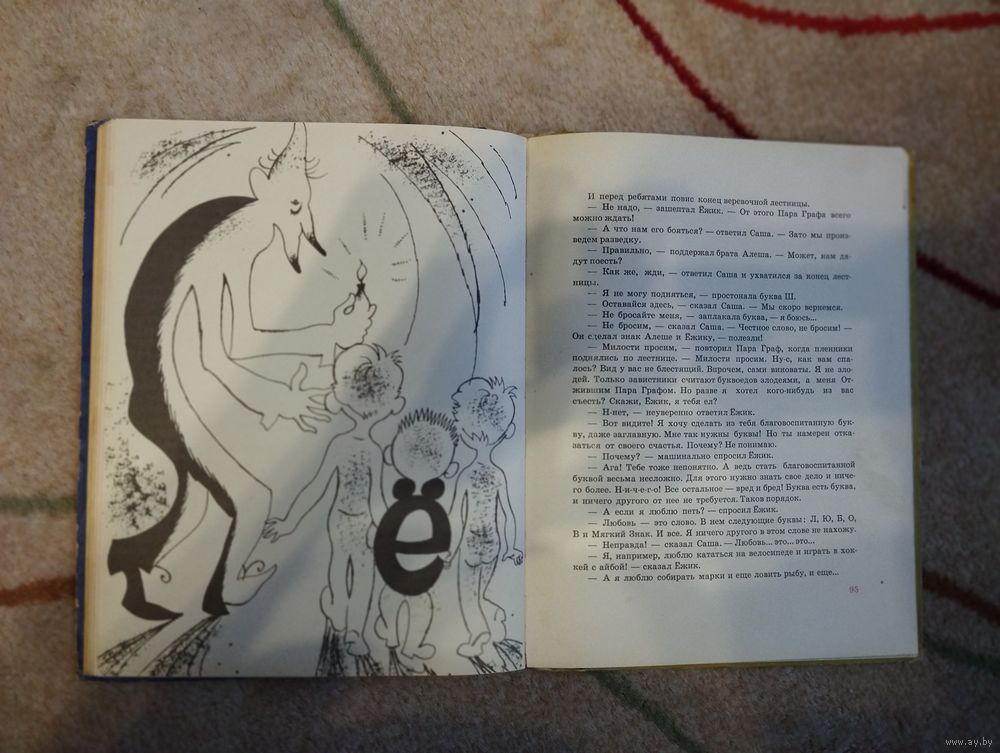 ё
И перед ребятами повис конец веревочной лестницы.
— Не надо, — зашептал Ёжик. — От этого Пара Графа всего
можно ждать!
— А что нам его бояться? — ответил Саша. — Зато мы произ-
ведем разведку.
— Правильно, — поддержал брата Алеша. — Может, нам да-
дут поесть?
— Как же, жди, — ответил Саша и ухватился за конец лест-
ницы.
— Я не могу подняться, — простонала буква Ш.
— Оставайся здесь, — сказал Саша. — Мы скоро вернемся.
— Не бросайте меня, — заплакала буква, — я боюсь...
— Не бросим, — сказал Саша. — Честное слово, не бросим! —
Он сделал знак Алеше и Ёжику, — полезли!
— Милости просим, — повторил Пара Граф, когда пленники
поднялись по лестнице. — Милости просим. Ну-с, как вам спа-
лось? Вид у вас не блестящий. Впрочем, сами виноваты. Я не зло-
дей. Только завистники считают буквоедов злодеями, а меня От-
жившим Пара Графом. Но разве я хотел кого-нибудь из вас
съесть? Скажи, Ёжик, я тебя ел?
— Н-нет, — неуверенно ответил Ёжик.
— Вот видите! Я хочу сделать из тебя благовоспитанную бук-
ву, даже заглавную. Мне так нужны буквы! Но ты намерен отка-
заться от своего счастья. Почему? Не понимаю.
— Почему? — машинально спросил Ёжик.
— Ага! Тебе тоже непонятно. А ведь стать благовоспитанной
буквой весьма несложно. Для этого нужно знать свое дело и ниче-
го более. Н-и-ч-е-г-о! Все остальное — вред и бред! Буква есть буква,
и ничего другого от нее не требуется. Таков порядок.
— А если я люблю петь? — спросил Ёжик.
— Любовь — это слово. В нем следующие буквы: Л, Ю, Б, О,
В и Мягкий Знак. И все. Я ничего другого в этом слове не нахожу.
— Неправда! — сказал Саша. — Любовь... это... это...
— Я, например, люблю кататься на велосипеде и играть в хок-
кей с айбой! — сказал Ёжик.
— А я люблю собирать марки и еще ловить рыбу, и еще...
95
www.ay.by